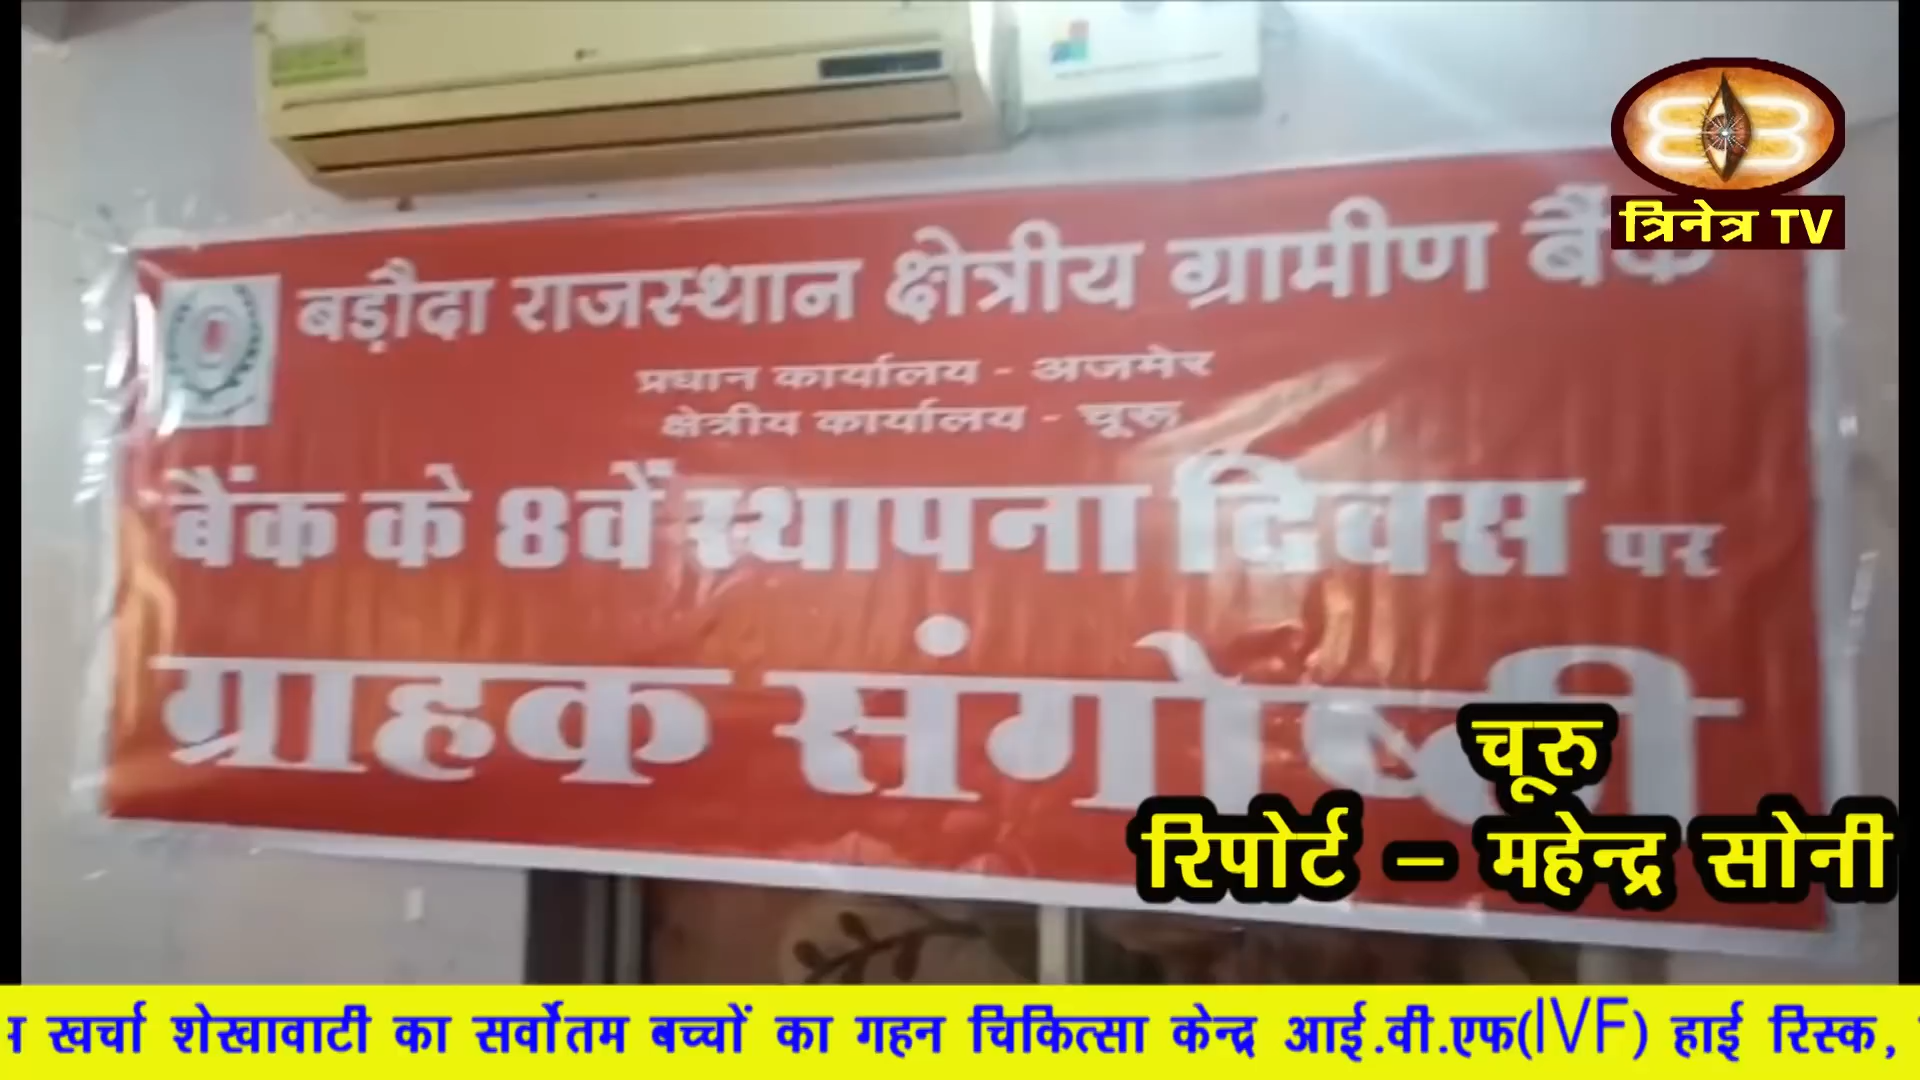 त्रिनेत्र TV
बड़ौदा राजस्थान क्षेत्रीय ग्रामीण बैंक
प्रधान कार्यालय - अजमेर
क्षेत्रीय कार्यालय - चूरू
बैंक के 8वें स्थापना दिवस पर
ग्राहक संगोष्ठी
चूरु
रिपोर्ट – महेन्द्र सोनी
खर्चा शेखावाटी का सर्वोतम बच्चों का गहन चिकित्सा केन्द्र आई.वी.एफ(IVF) हाई रिस्क,